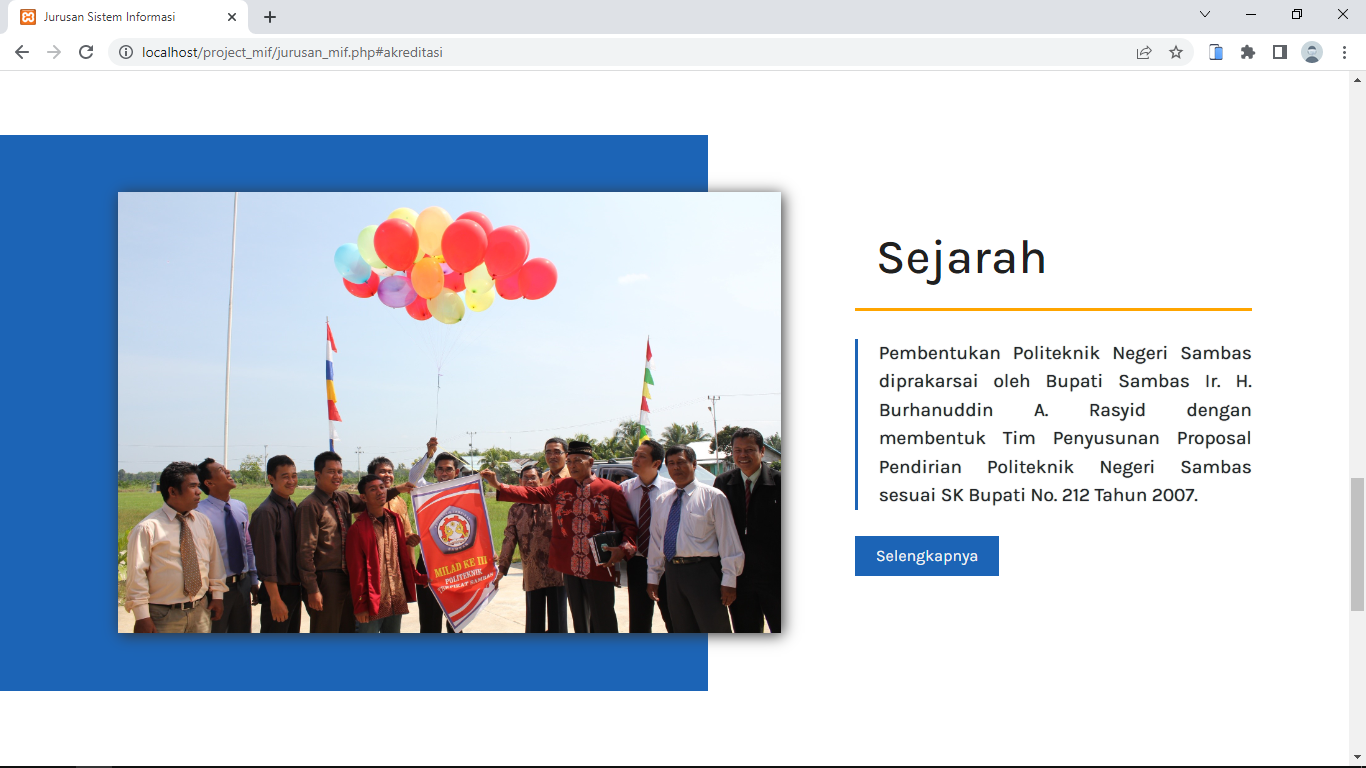 Jurusan Sistem Informasi
localhost/project_mif/jurusan_mif.php#akreditasi
Sejarah
Pembentukan Politeknik Negeri Sambas
diprakarsai oleh Bupati Sambas Ir. H.
Burhanuddin A. Rasyid dengan
membentuk Tim Penyusunan Proposal
Pendirian Politeknik Negeri Sambas
sesuai SK Bupati No. 212 Tahun 2007.
Selengkapnya
MILAD KE III
POLITEKNIK
TERPIKAT SAMBAS